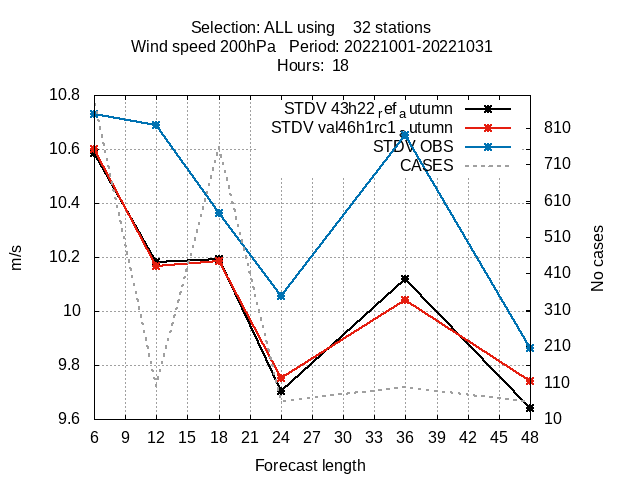 Selection: ALL using 32 stations
Wind speed 200hPa Period: 20221001-20221031
Hours: 18
STDV 43h22_ref_autumn
STDV val46h1rc1_autumn
STDV OBS
CASES
10.8
10.6
10.4
10.2
10
9.8
9.6
m/s
810
710
610
510
410
310
210
110
10
No cases
6 9 12 15 18 21 24 27 30 33 36 39 42 45 48
Forecast length